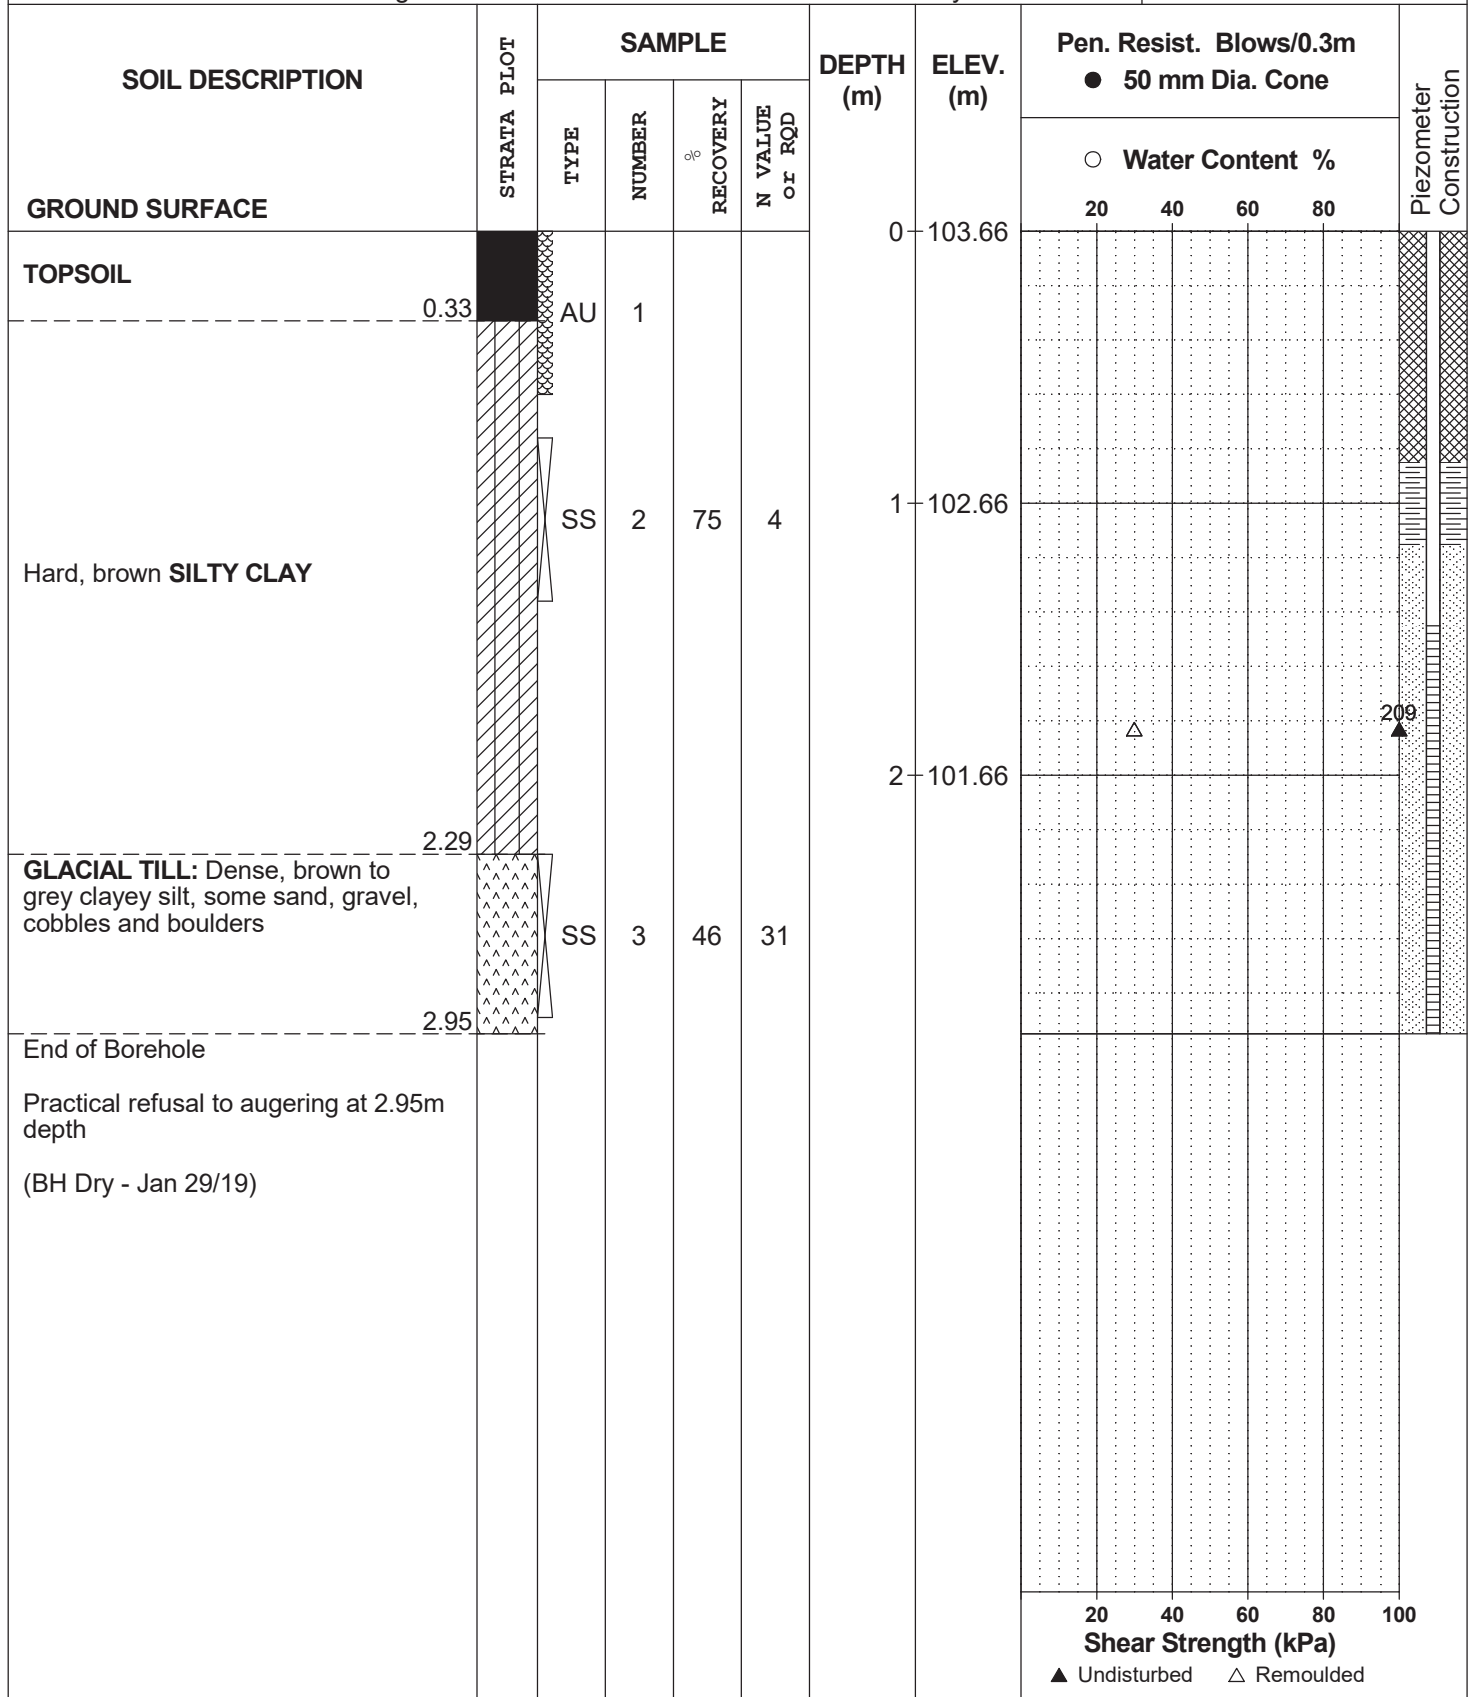 SOIL DESCRIPTION
GROUND SURFACE
STRATA PLOT
SAMPLE
TYPE
NUMBER
%
RECOVERY
N VALUE
or RQD
DEPTH
(m)
ELEV.
(m)
Pen. Resist. Blows/0.3m
● 50 mm Dia. Cone
○ Water Content %
20 40 60 80
Piezometer
Construction
0 103.66
TOPSOIL
0.33
AU 1
1 102.66
SS 2 75 4
Hard, brown SILTY CLAY
209
2 101.66
2.29
GLACIAL TILL: Dense, brown to
grey clayey silt, some sand, gravel,
cobbles and boulders
SS 3 46 31
2.95
End of Borehole
Practical refusal to augering at 2.95m
depth
(BH Dry - Jan 29/19)
20 40 60 80 100
Shear Strength (kPa)
▲ Undisturbed △ Remoulded